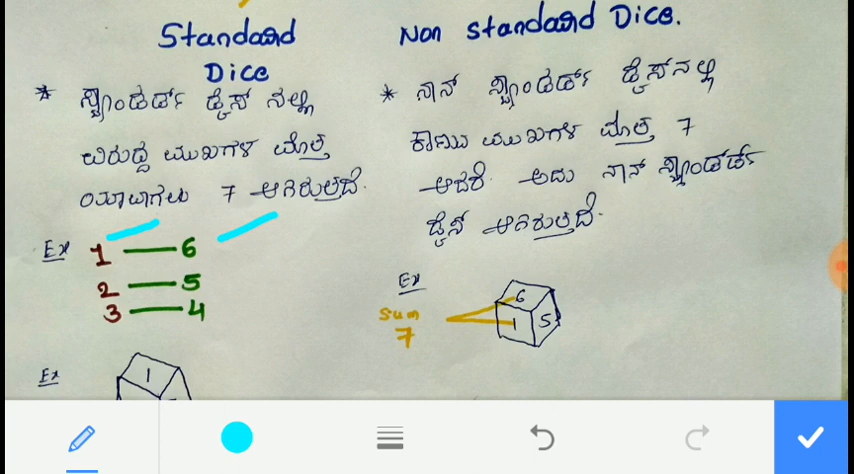 Standard
Dice
* ಸ್ಟ್ಯಾಂಡರ್ಡ್ ಡೈಸ್ ನಲ್ಲಿ
ವಿರುದ್ದ ಮುಖಗಳ ಮೊತ್ತ
ಯಾವಾಗಲು 7 ಆಗಿರುತ್ತದೆ.
Ex 1 — 6
2 — 5
3 — 4
Ex
1
Non standard Dice.
* ನಾನ್ ಸ್ಟ್ಯಾಂಡರ್ಡ್ ಡೈಸ್‌ನಲ್ಲಿ
ಕಾಣುವ ಮುಖಗಳ ಮೊತ್ತ 7
ಆದರೆ ಅದು ನಾನ್ ಸ್ಟ್ಯಾಂಡರ್ಡ್
ಡೈಸ್ ಆಗಿರುತ್ತದೆ.
Ex
Sum
7
6
1 5